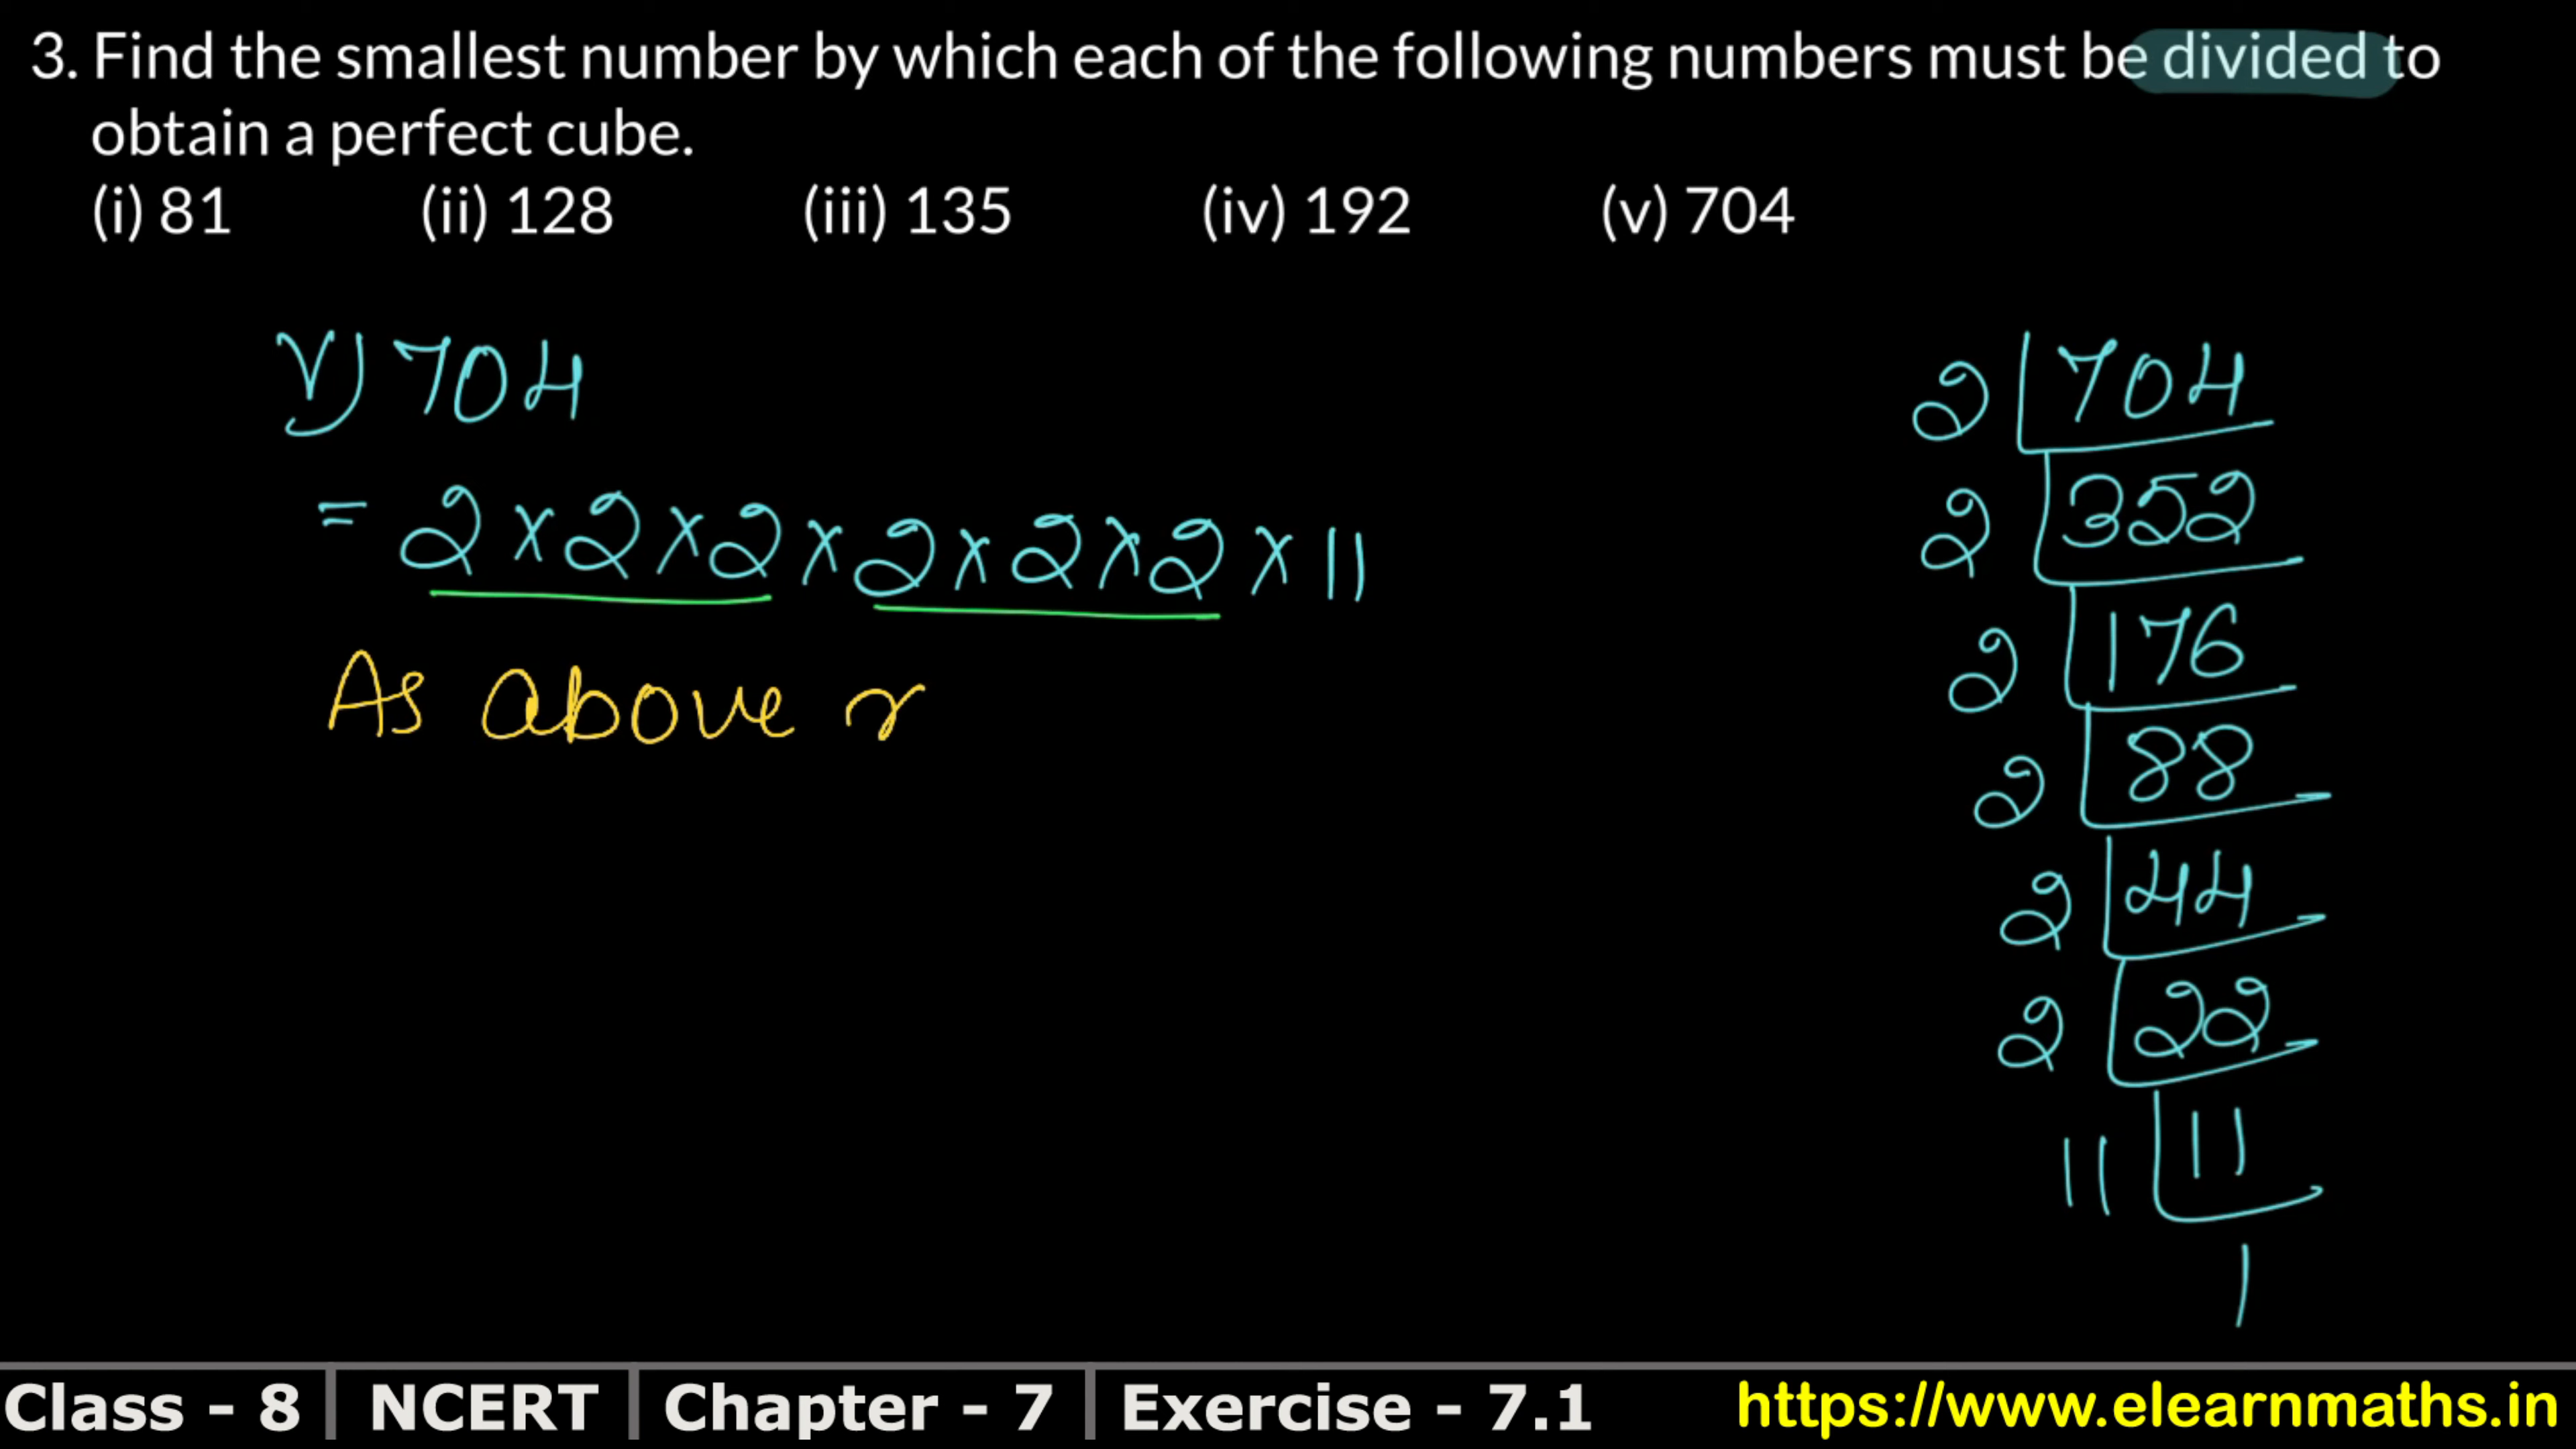 3. Find the smallest number by which each of the following numbers must be divided to
obtain a perfect cube.
(i) 81 (ii) 128 (iii) 135 (iv) 192 (v) 704
V) 704
= 2 × 2 × 2 × 2 × 2 × 2 × 11
As above
2 704
2 352
2 176
2 88
2 44
2 22
11 11
1
Class - 8 | NCERT | Chapter - 7 | Exercise - 7.1 https://www.elearnmaths.in